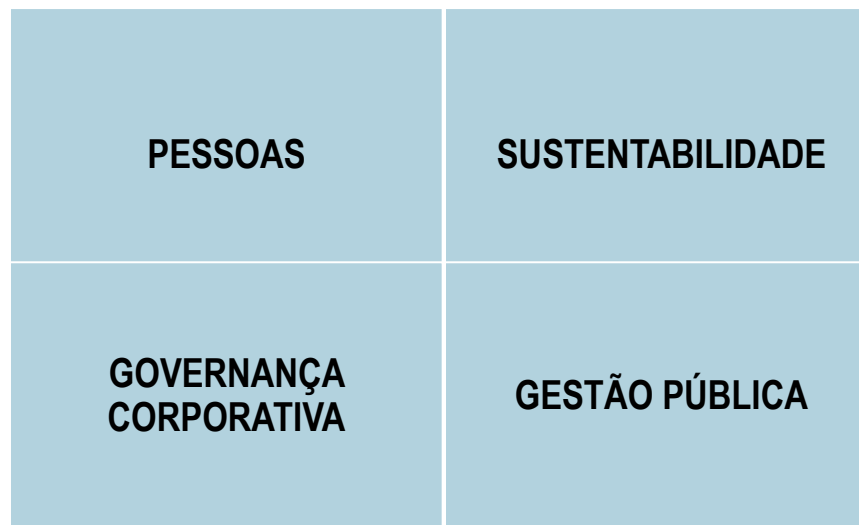 PESSOAS
SUSTENTABILIDADE
GOVERNANÇA
CORPORATIVA
GESTÃO PÚBLICA